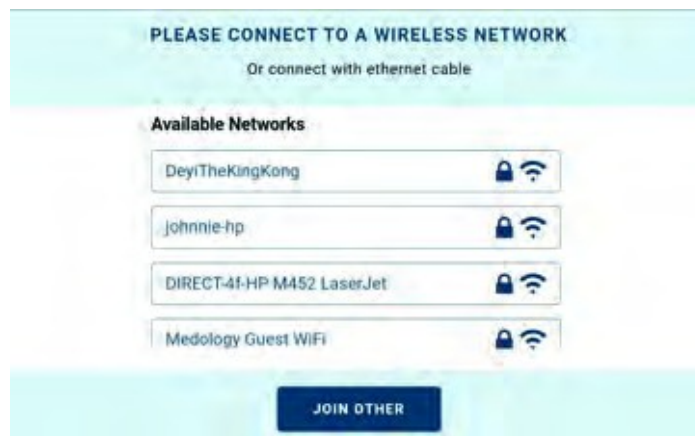 PLEASE CONNECT TO A WIRELESS NETWORK
Or connect with ethernet cable
Available Networks
DeyiTheKingKong
johnnie-hp
DIRECT-4f-HP M452 LaserJet
Medology Guest WiFi
JOIN OTHER